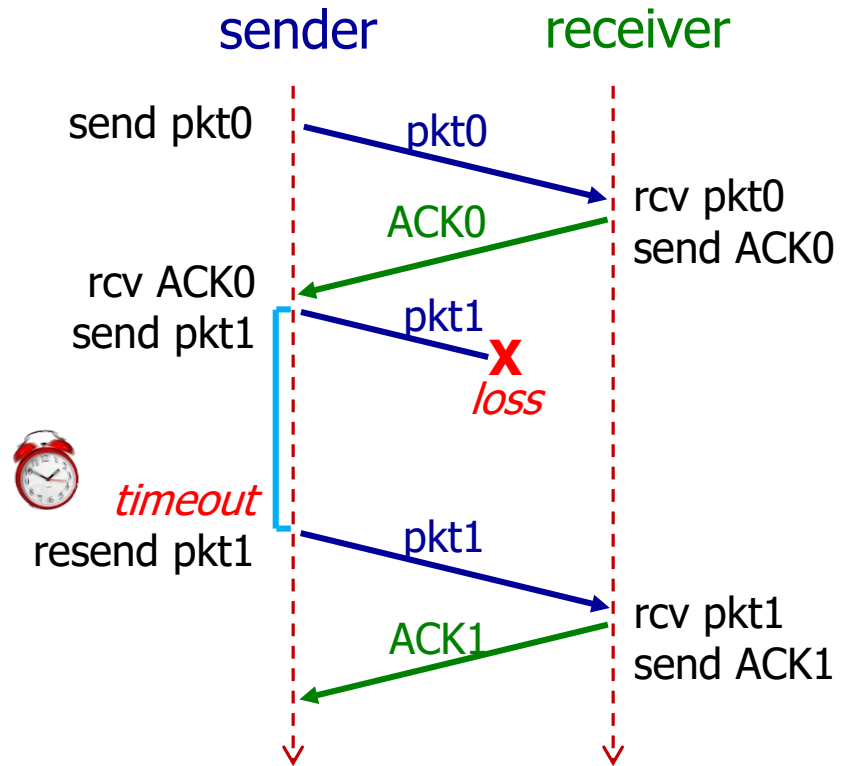 sender
receiver
send pkt0
pkt0
rcv pkt0
send ACK0
ACK0
rcv ACK0
send pkt1
pkt1
X
loss
timeout
resend pkt1
pkt1
rcv pkt1
send ACK1
ACK1